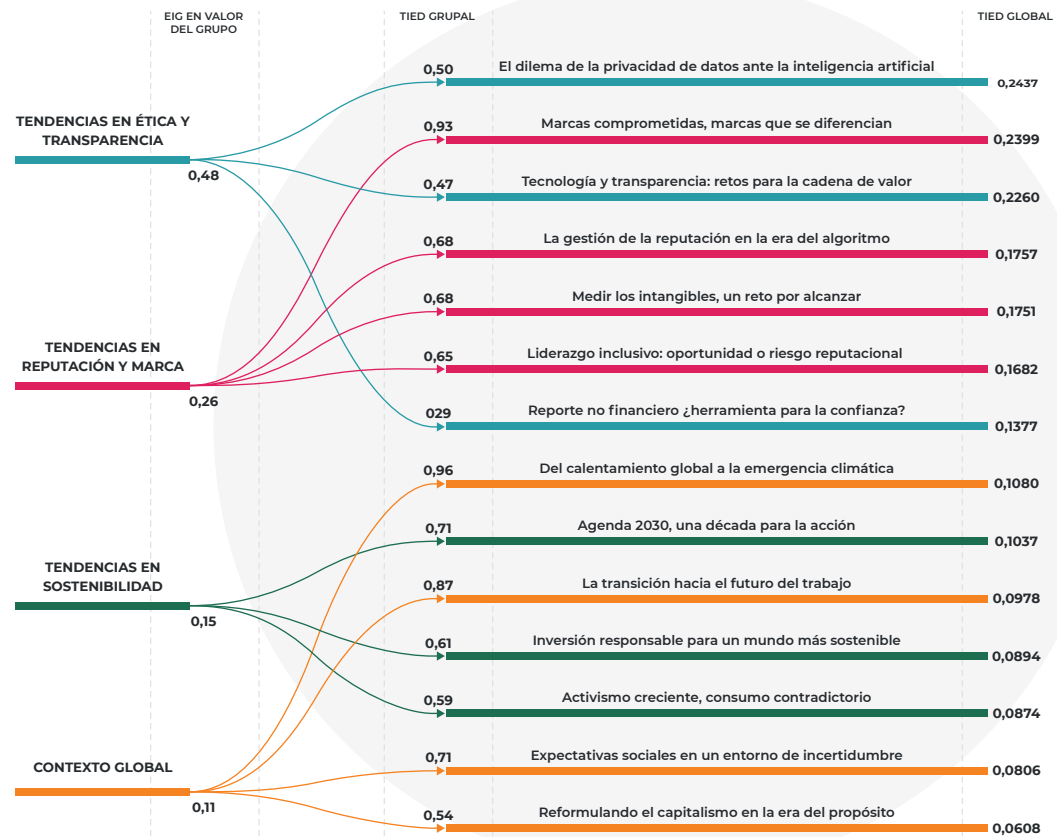 EIG EN VALOR
DEL GRUPO
TIED GRUPAL
TIED GLOBAL
0,50
El dilema de la privacidad de datos ante la inteligencia artificial
0,2437
TENDENCIAS EN ÉTICA Y
TRANSPARENCIA
0,48
0,93
Marcas comprometidas, marcas que se diferencian
0,2399
0,47
Tecnología y transparencia: retos para la cadena de valor
0,2260
0,68
La gestión de la reputación en la era del algoritmo
0,1757
0,68
Medir los intangibles, un reto por alcanzar
0,1751
TENDENCIAS EN
REPUTACIÓN Y MARCA
0,26
0,65
Liderazgo inclusivo: oportunidad o riesgo reputacional
0,1682
029
Reporte no financiero ¿herramienta para la confianza?
0,1377
0,96
Del calentamiento global a la emergencia climática
0,1080
0,71
Agenda 2030, una década para la acción
0,1037
TENDENCIAS EN
SOSTENIBILIDAD
0,15
0,87
La transición hacia el futuro del trabajo
0,0978
0,61
Inversión responsable para un mundo más sostenible
0,0894
0,59
Activismo creciente, consumo contradictorio
0,0874
CONTEXTO GLOBAL
0,11
0,71
Expectativas sociales en un entorno de incertidumbre
0,0806
0,54
Reformulando el capitalismo en la era del propósito
0,0608